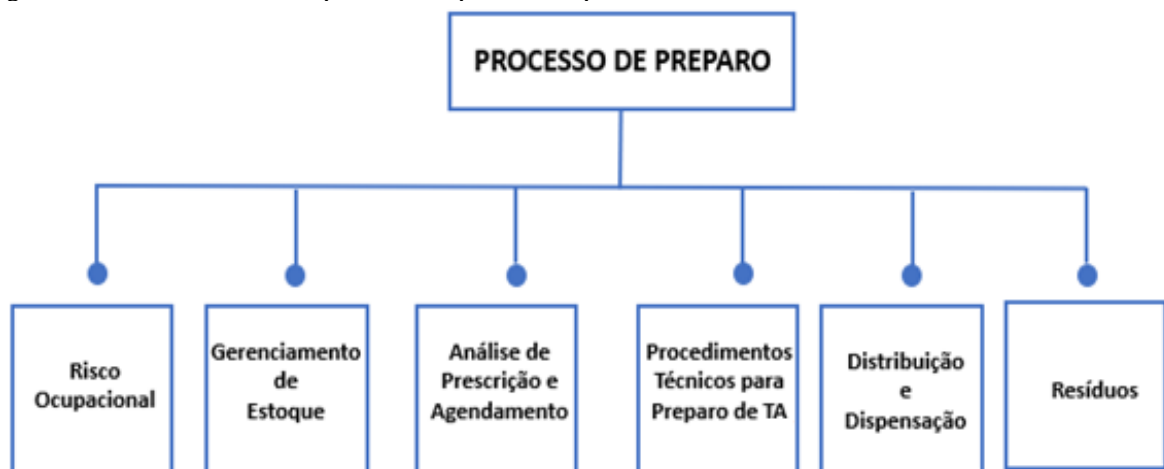 PROCESSO DE PREPARO
Risco
Ocupacional
Gerenciamento
de
Estoque
Análise de
Prescrição e
Agendamento
Procedimentos
Técnicos para
Preparo de TA
Distribuição
e
Dispensação
Resíduos